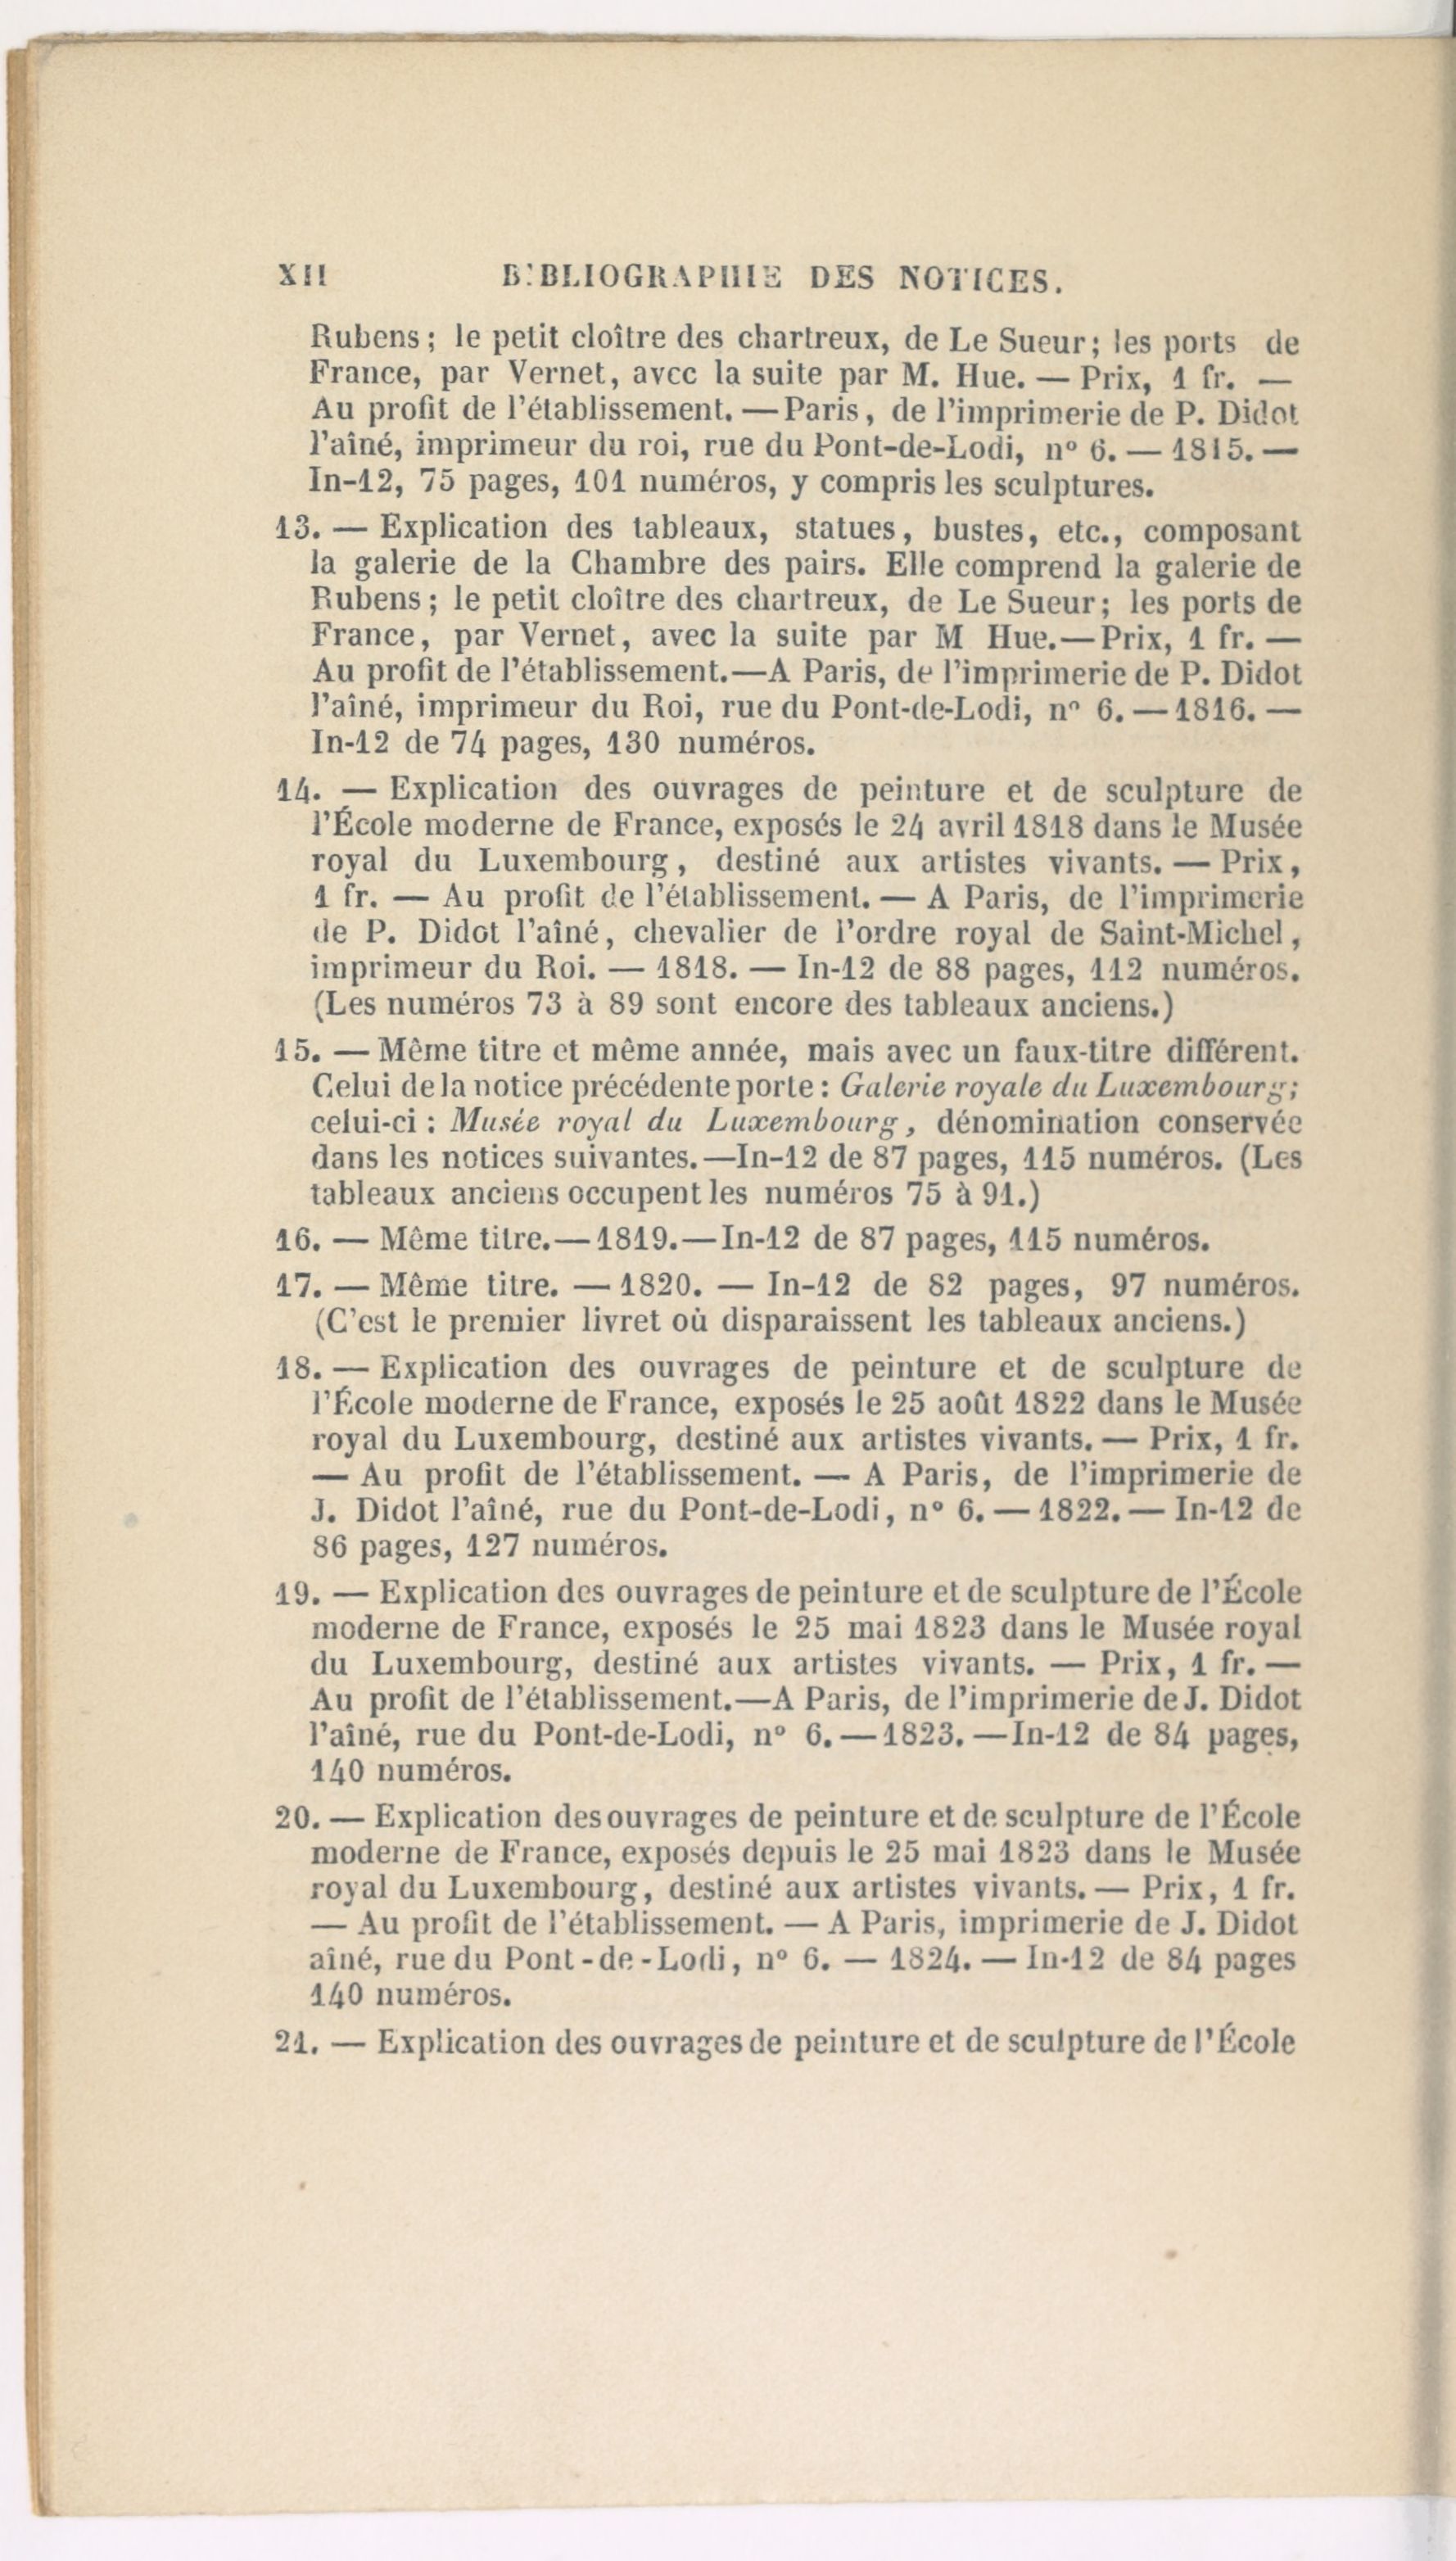 XII BIBLIOGRAPHIE DES NOTICES.
Rubens; le petit cloître des chartreux, de Le Sueur; les ports de
France, par Vernet, avec la suite par M. Hue. — Prix, 1 fr. —
Au profit de l'établissement. — Paris, de l'imprimerie de P. Didot
l'aîné, imprimeur du roi, rue du Pont-de-Lodi, nº 6. — 1815. —
In-12, 75 pages, 101 numéros, y compris les sculptures.
13. — Explication des tableaux, statues, bustes, etc., composant
la galerie de la Chambre des pairs. Elle comprend la galerie de
Rubens; le petit cloître des chartreux, de Le Sueur; les ports de
France, par Vernet, avec la suite par M Hue.—Prix, 1 fr. —
Au profit de l'établissement.—A Paris, de l'imprimerie de P. Didot
l'aîné, imprimeur du Roi, rue du Pont-de-Lodi, nº 6. — 1816. —
In-12 de 74 pages, 130 numéros.
14. — Explication des ouvrages de peinture et de sculpture de
l'École moderne de France, exposés le 24 avril 1818 dans le Musée
royal du Luxembourg, destiné aux artistes vivants. — Prix,
1 fr. — Au profit de l'établissement. — A Paris, de l'imprimerie
de P. Didot l'aîné, chevalier de l'ordre royal de Saint-Michel,
imprimeur du Roi. — 1818. — In-12 de 88 pages, 112 numéros.
(Les numéros 73 à 89 sont encore des tableaux anciens.)
15. — Même titre et même année, mais avec un faux-titre différent.
Celui de la notice précédente porte : Galerie royale du Luxembourg;
celui-ci : Musée royal du Luxembourg, dénomination conservée
dans les notices suivantes.—In-12 de 87 pages, 115 numéros. (Les
tableaux anciens occupent les numéros 75 à 91.)
16. — Même titre.—1819.—In-12 de 87 pages, 115 numéros.
17. — Même titre. — 1820. — In-12 de 82 pages, 97 numéros.
(C'est le premier livret où disparaissent les tableaux anciens.)
18. — Explication des ouvrages de peinture et de sculpture de
l'École moderne de France, exposés le 25 août 1822 dans le Musée
royal du Luxembourg, destiné aux artistes vivants. — Prix, 1 fr.
— Au profit de l'établissement. — A Paris, de l'imprimerie de
J. Didot l'aîné, rue du Pont-de-Lodi, nº 6. — 1822. — In-12 de
86 pages, 127 numéros.
19. — Explication des ouvrages de peinture et de sculpture de l'École
moderne de France, exposés le 25 mai 1823 dans le Musée royal
du Luxembourg, destiné aux artistes vivants. — Prix, 1 fr. —
Au profit de l'établissement.—A Paris, de l'imprimerie de J. Didot
l'aîné, rue du Pont-de-Lodi, nº 6. — 1823. — In-12 de 84 pages,
140 numéros.
20. — Explication des ouvrages de peinture et de sculpture de l'École
moderne de France, exposés depuis le 25 mai 1823 dans le Musée
royal du Luxembourg, destiné aux artistes vivants. — Prix, 1 fr.
— Au profit de l'établissement. — A Paris, imprimerie de J. Didot
aîné, rue du Pont-de-Lodi, nº 6. — 1824. — In-12 de 84 pages
140 numéros.
21. — Explication des ouvrages de peinture et de sculpture de l'École